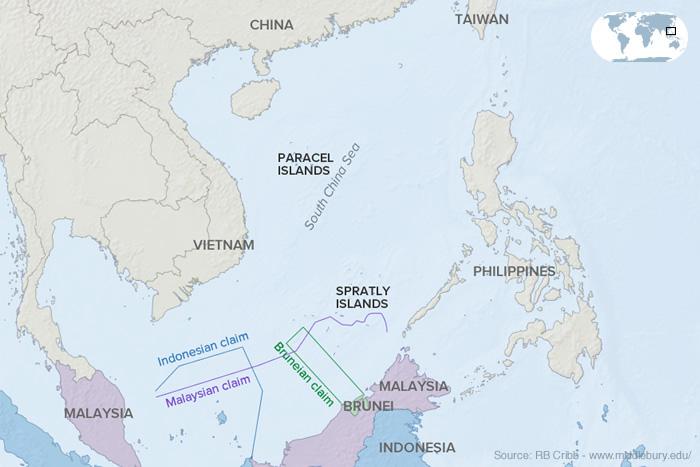 CHINA
TAIWAN
PARACEL
ISLANDS
South China Sea
VIETNAM
PHILIPPINES
SPRATLY
ISLANDS
Indonesian claim
Malaysian claim
Bruneian claim
MALAYSIA
MALAYSIA
BRUNEI
INDONESIA
Source: RB Cribb - www.middlebury.edu/